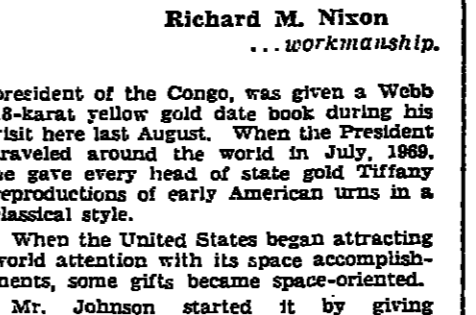 Richard M. Nixon
...workmanship.
president of the Congo, was given a Webb
18-karat yellow gold date book during his
visit here last August. When the President
traveled around the world in July, 1969,
he gave every head of state gold Tiffany
reproductions of early American urns in a
classical style.
When the United States began attracting
world attention with its space accomplish-
ments, some gifts became space-oriented.
Mr. Johnson started it by giving